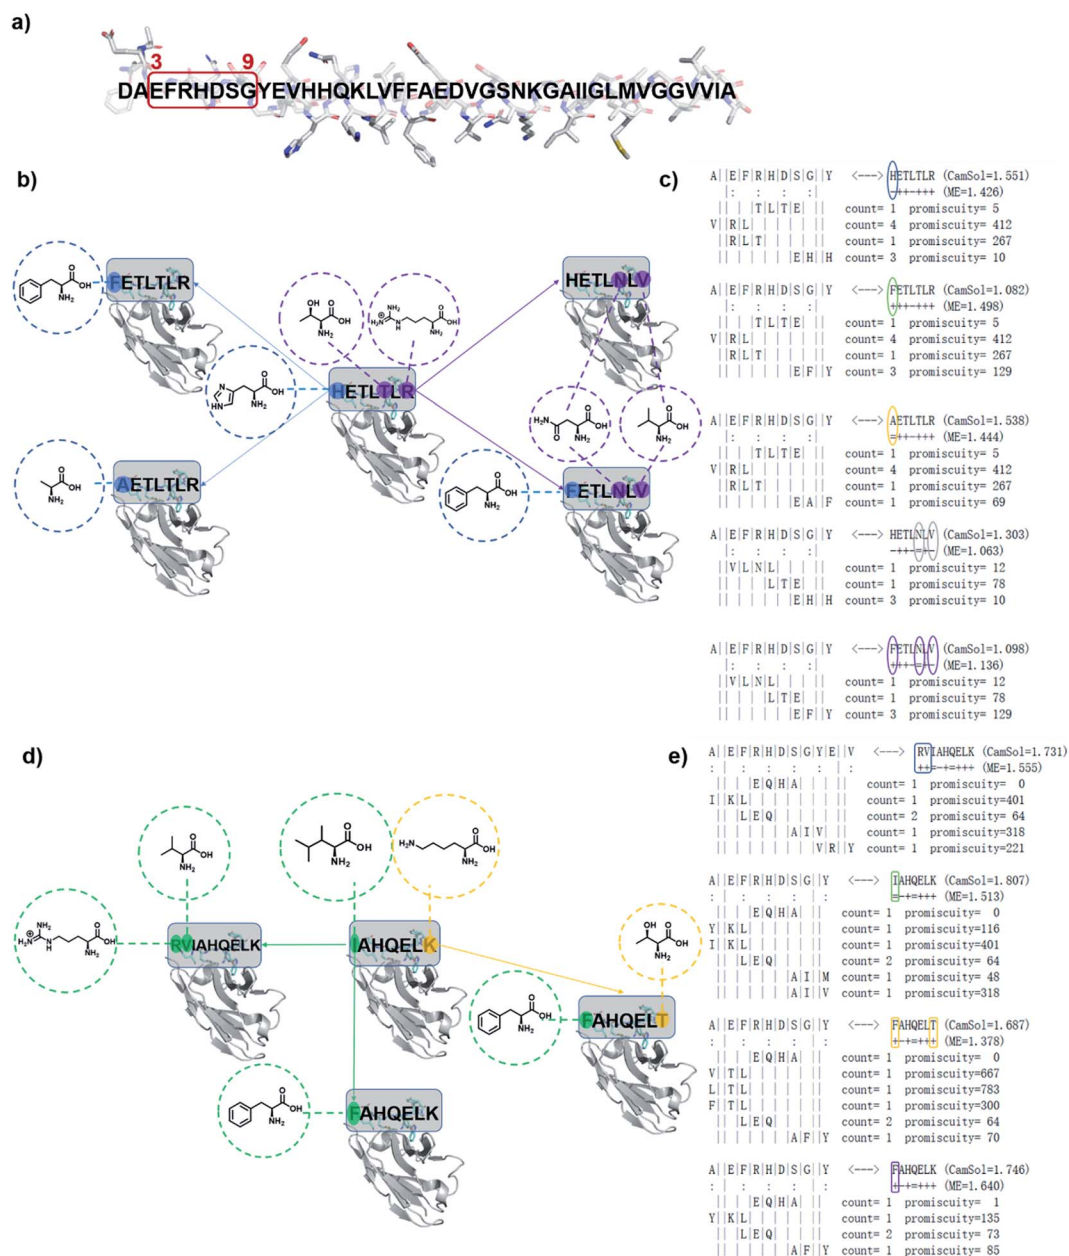 a)
3 9
DAEFRHDSGYEVHHQKLVFFAEDVGSNKGAIIGLMVGGVVIA
b)
FETLTLR
HETLTLR
AETLTLR
HETLNLV
FETLNLV
c)
A||E|F|R|H|D|S|G||Y <---> HETLTLR (CamSol=1.551)
-++-+++ (ME=1.426)
T|L|T|E count= 1 promiscuity= 5
V R|L count= 4 promiscuity= 412
R|L|T count= 1 promiscuity= 267
E|H H count= 3 promiscuity= 10
A||E|F|R|H|D|S|G||Y <---> FETLTLR (CamSol=1.082)
+++-+++ (ME=1.498)
T|L|T|E count= 1 promiscuity= 5
V R|L count= 4 promiscuity= 412
R|L|T count= 1 promiscuity= 267
E|F Y count= 3 promiscuity= 129
A||E|F|R|H|D|S|G||Y <---> AETLTLR (CamSol=1.538)
=++-+++ (ME=1.444)
T|L|T|E count= 1 promiscuity= 5
V R|L count= 4 promiscuity= 412
R|L|T count= 1 promiscuity= 267
E|A F count= 1 promiscuity= 69
A||E|F|R|H|D|S|G||Y <---> HETLNLV (CamSol=1.303)
-++-=+- (ME=1.063)
V|L|N|L count= 1 promiscuity= 12
L|T|E count= 1 promiscuity= 78
E|H H count= 3 promiscuity= 10
A||E|F|R|H|D|S|G||Y <---> FETLNLV (CamSol=1.098)
+++-=+- (ME=1.136)
V|L|N|L count= 1 promiscuity= 12
L|T|E count= 1 promiscuity= 78
E|F Y count= 3 promiscuity= 129
d)
RVIAHQELK
IAHQELK
FAHQELT
FAHQELK
e)
A||E|F|R|H|D|S|G|Y|E||V <---> RVIAHQELK (CamSol=1.731)
++=-+=+++ (ME=1.555)
E|Q|H|A count= 1 promiscuity= 0
I K|L count= 1 promiscuity=401
L|E|Q count= 2 promiscuity= 64
A|I|V count= 1 promiscuity=318
V|R Y count= 1 promiscuity=221
A||E|F|R|H|D|S|G||Y <---> IAHQELK (CamSol=1.807)
=-+=+++ (ME=1.513)
E|Q|H|A count= 1 promiscuity= 0
Y K|L count= 1 promiscuity=116
I K|L count= 1 promiscuity=401
L|E|Q count= 2 promiscuity= 64
A|I M count= 1 promiscuity= 48
A|I V count= 1 promiscuity=318
A||E|F|R|H|D|S|G||Y <---> FAHQELT (CamSol=1.687)
+-+=+++ (ME=1.378)
E|Q|H|A count= 1 promiscuity= 0
V T|L count= 1 promiscuity=667
L T|L count= 1 promiscuity=783
F T|L count= 1 promiscuity=300
L|E|Q count= 2 promiscuity= 64
A|F Y count= 1 promiscuity= 70
A||E|F|R|H|D|S|G||Y <---> FAHQELK (CamSol=1.746)
+-+=+++ (ME=1.640)
E|Q|H|A count= 1 promiscuity= 1
Y K|L count= 1 promiscuity=135
L|E|Q count= 2 promiscuity= 73
A|F Y count= 1 promiscuity= 85